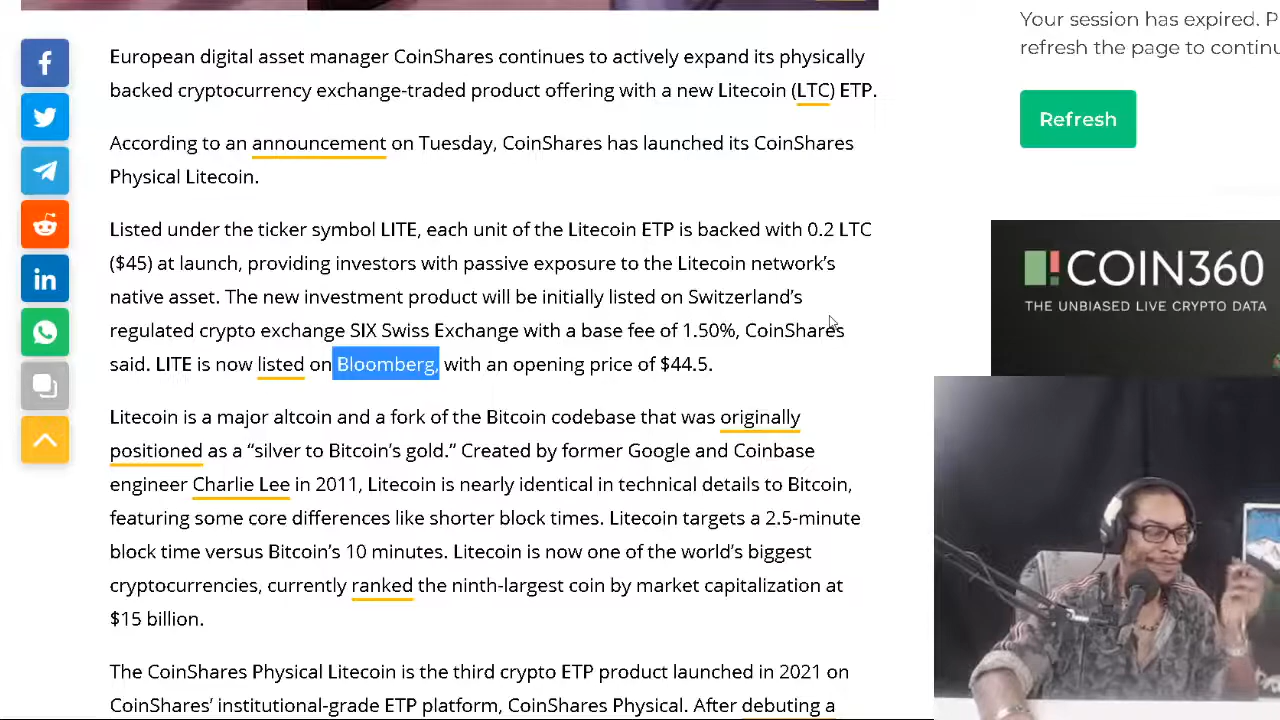 European digital asset manager CoinShares continues to actively expand its physically
backed cryptocurrency exchange-traded product offering with a new Litecoin (LTC) ETP.
According to an announcement on Tuesday, CoinShares has launched its CoinShares
Physical Litecoin.
Listed under the ticker symbol LITE, each unit of the Litecoin ETP is backed with 0.2 LTC
($45) at launch, providing investors with passive exposure to the Litecoin network's
native asset. The new investment product will be initially listed on Switzerland's
regulated crypto exchange SIX Swiss Exchange with a base fee of 1.50%, CoinShares
said. LITE is now listed on Bloomberg, with an opening price of $44.5.
Litecoin is a major altcoin and a fork of the Bitcoin codebase that was originally
positioned as a “silver to Bitcoin's gold.” Created by former Google and Coinbase
engineer Charlie Lee in 2011, Litecoin is nearly identical in technical details to Bitcoin,
featuring some core differences like shorter block times. Litecoin targets a 2.5-minute
block time versus Bitcoin's 10 minutes. Litecoin is now one of the world's biggest
cryptocurrencies, currently ranked the ninth-largest coin by market capitalization at
$15 billion.
The CoinShares Physical Litecoin is the third crypto ETP product launched in 2021 on
CoinShares' institutional-grade ETP platform, CoinShares Physical. After debuting a
Your session has expired. P
refresh the page to continu
Refresh
COIN360
THE UNBIASED LIVE CRYPTO DATA